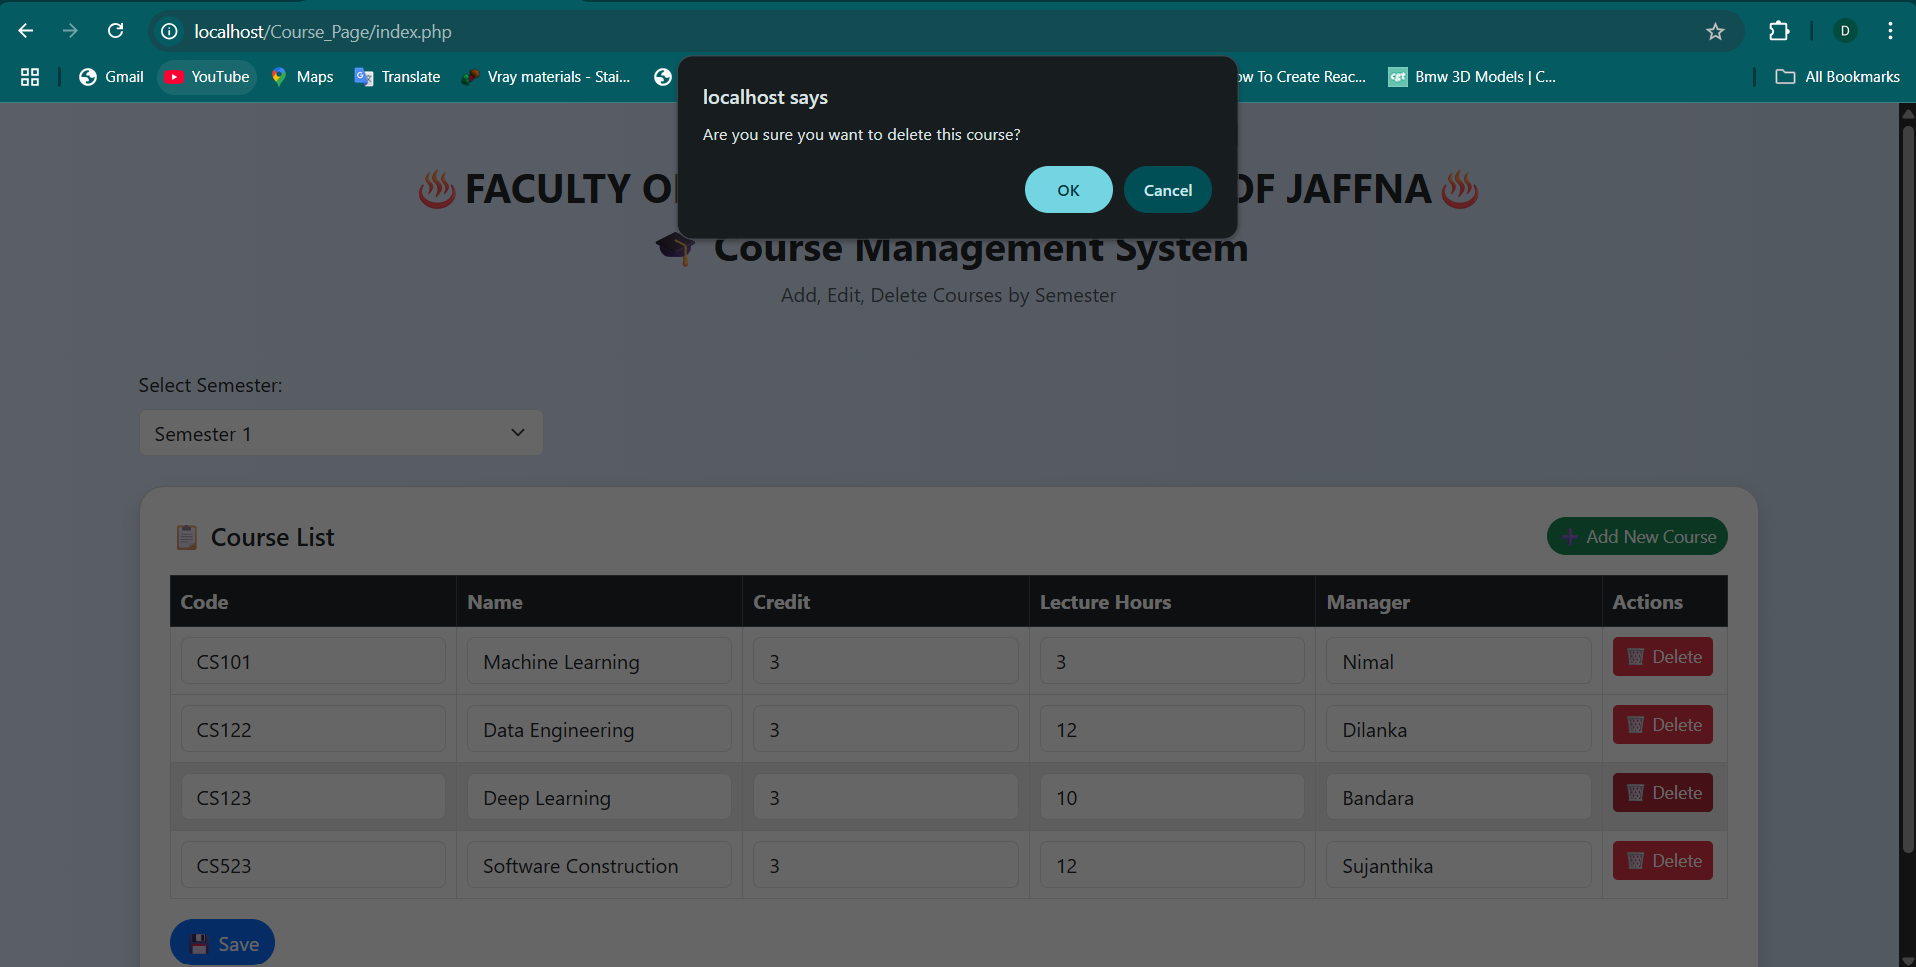 localhost/Course_Page/index.php
D
Gmail YouTube Maps Translate Vray materials - Stai... To Create Reac... Bmw 3D Models | C... All Bookmarks
cgt
localhost says
Are you sure you want to delete this course?
OK Cancel
FACULTY OF JAFFNA
Course Management System
Add, Edit, Delete Courses by Semester
Select Semester:
Semester 1
Course List
Add New Course
Code Name Credit Lecture Hours Manager Actions
CS101 Machine Learning 3 3 Nimal Delete
CS122 Data Engineering 3 12 Dilanka Delete
CS123 Deep Learning 3 10 Bandara Delete
CS523 Software Construction 3 12 Sujanthika Delete
Save